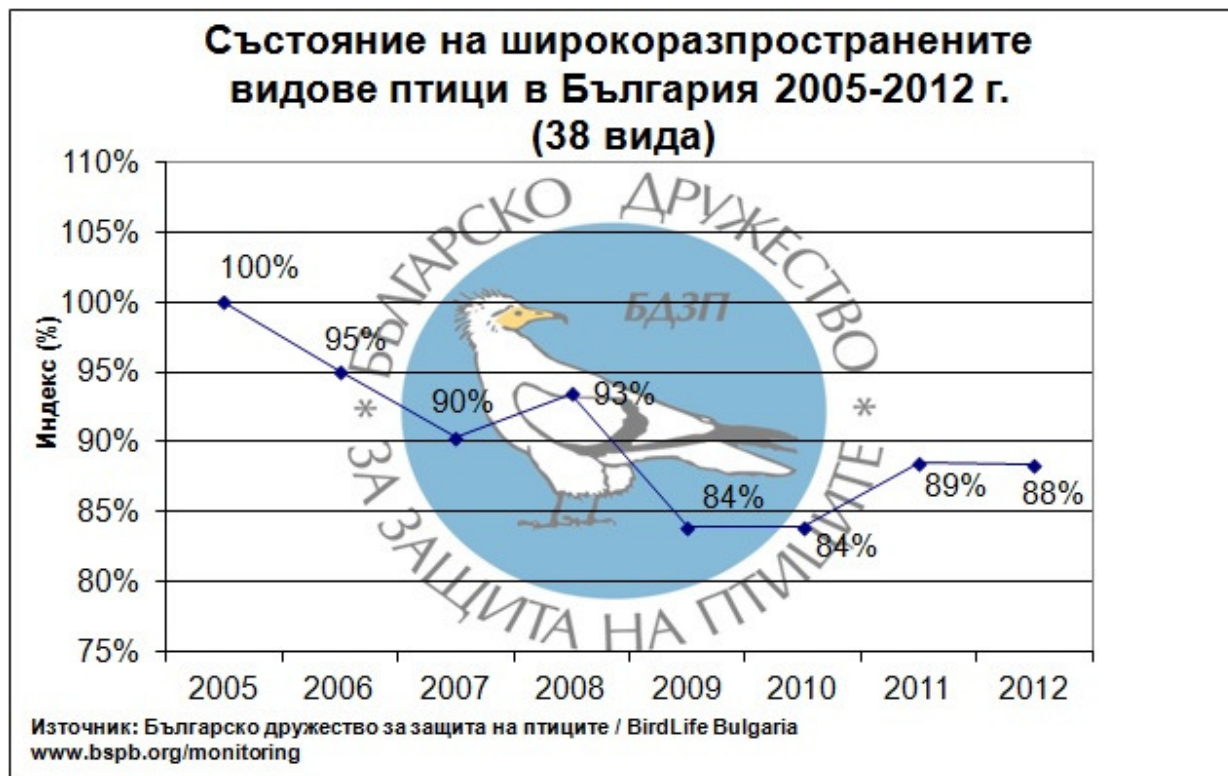 Състояние на широкоразпространените
видове птици в България 2005-2012 г.
(38 вида)
110%
105%
100%
95%
90%
85%
80%
75%
Индекс (%)
100%
95%
90%
93%
84%
84%
89%
88%
БЪЛГАРСКО ДРУЖЕСТВО
* ЗА ЗАЩИТА НА ПТИЦИТЕ *
БДЗП
2005 2006 2007 2008 2009 2010 2011 2012
Източник: Българско дружество за защита на птиците / BirdLife Bulgaria
www.bspb.org/monitoring